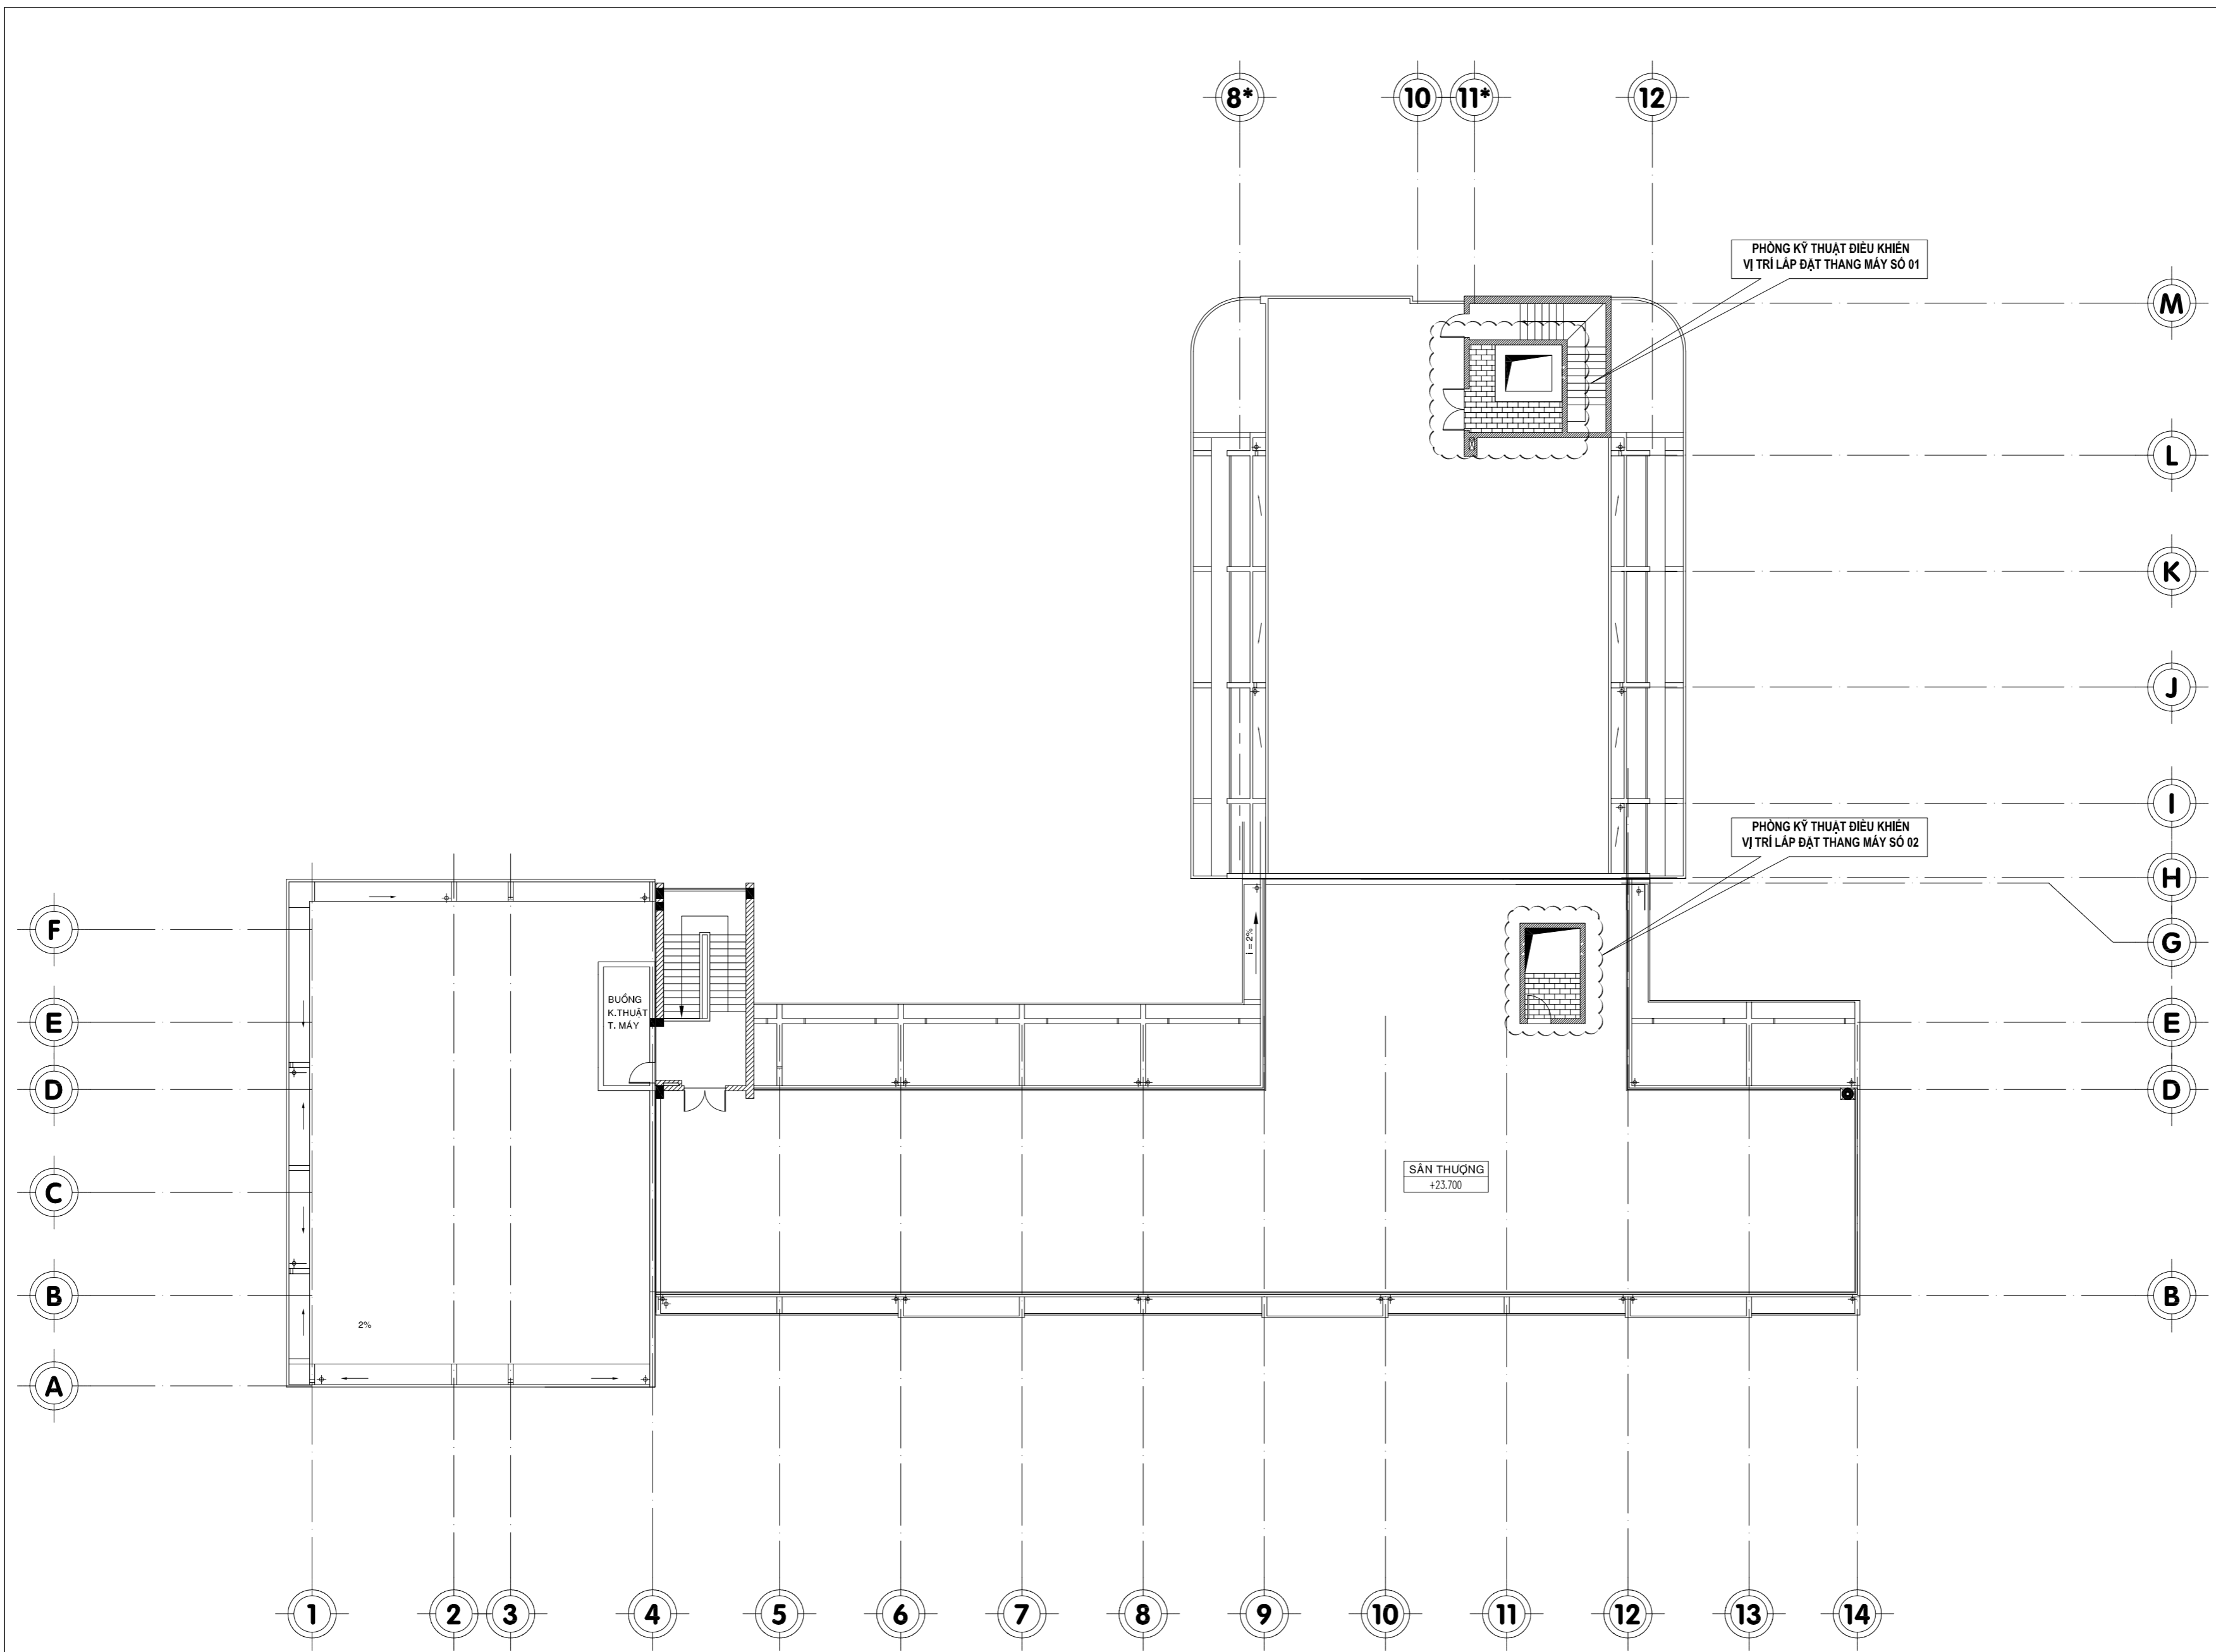 8* 10 11* 12
PHÒNG KỸ THUẬT ĐIỀU KHIỂN
VỊ TRÍ LẮP ĐẶT THANG MÁY SỐ 01
M
L
K
J
I
PHÒNG KỸ THUẬT ĐIỀU KHIỂN
VỊ TRÍ LẮP ĐẶT THANG MÁY SỐ 02
H
F
G
i = 2%
BUỒNG
K.THUẬT
T. MÁY
E E
D D
SÂN THƯỢNG
+23.700
C
B B
2%
A
1 2 3 4 5 6 7 8 9 10 11 12 13 14